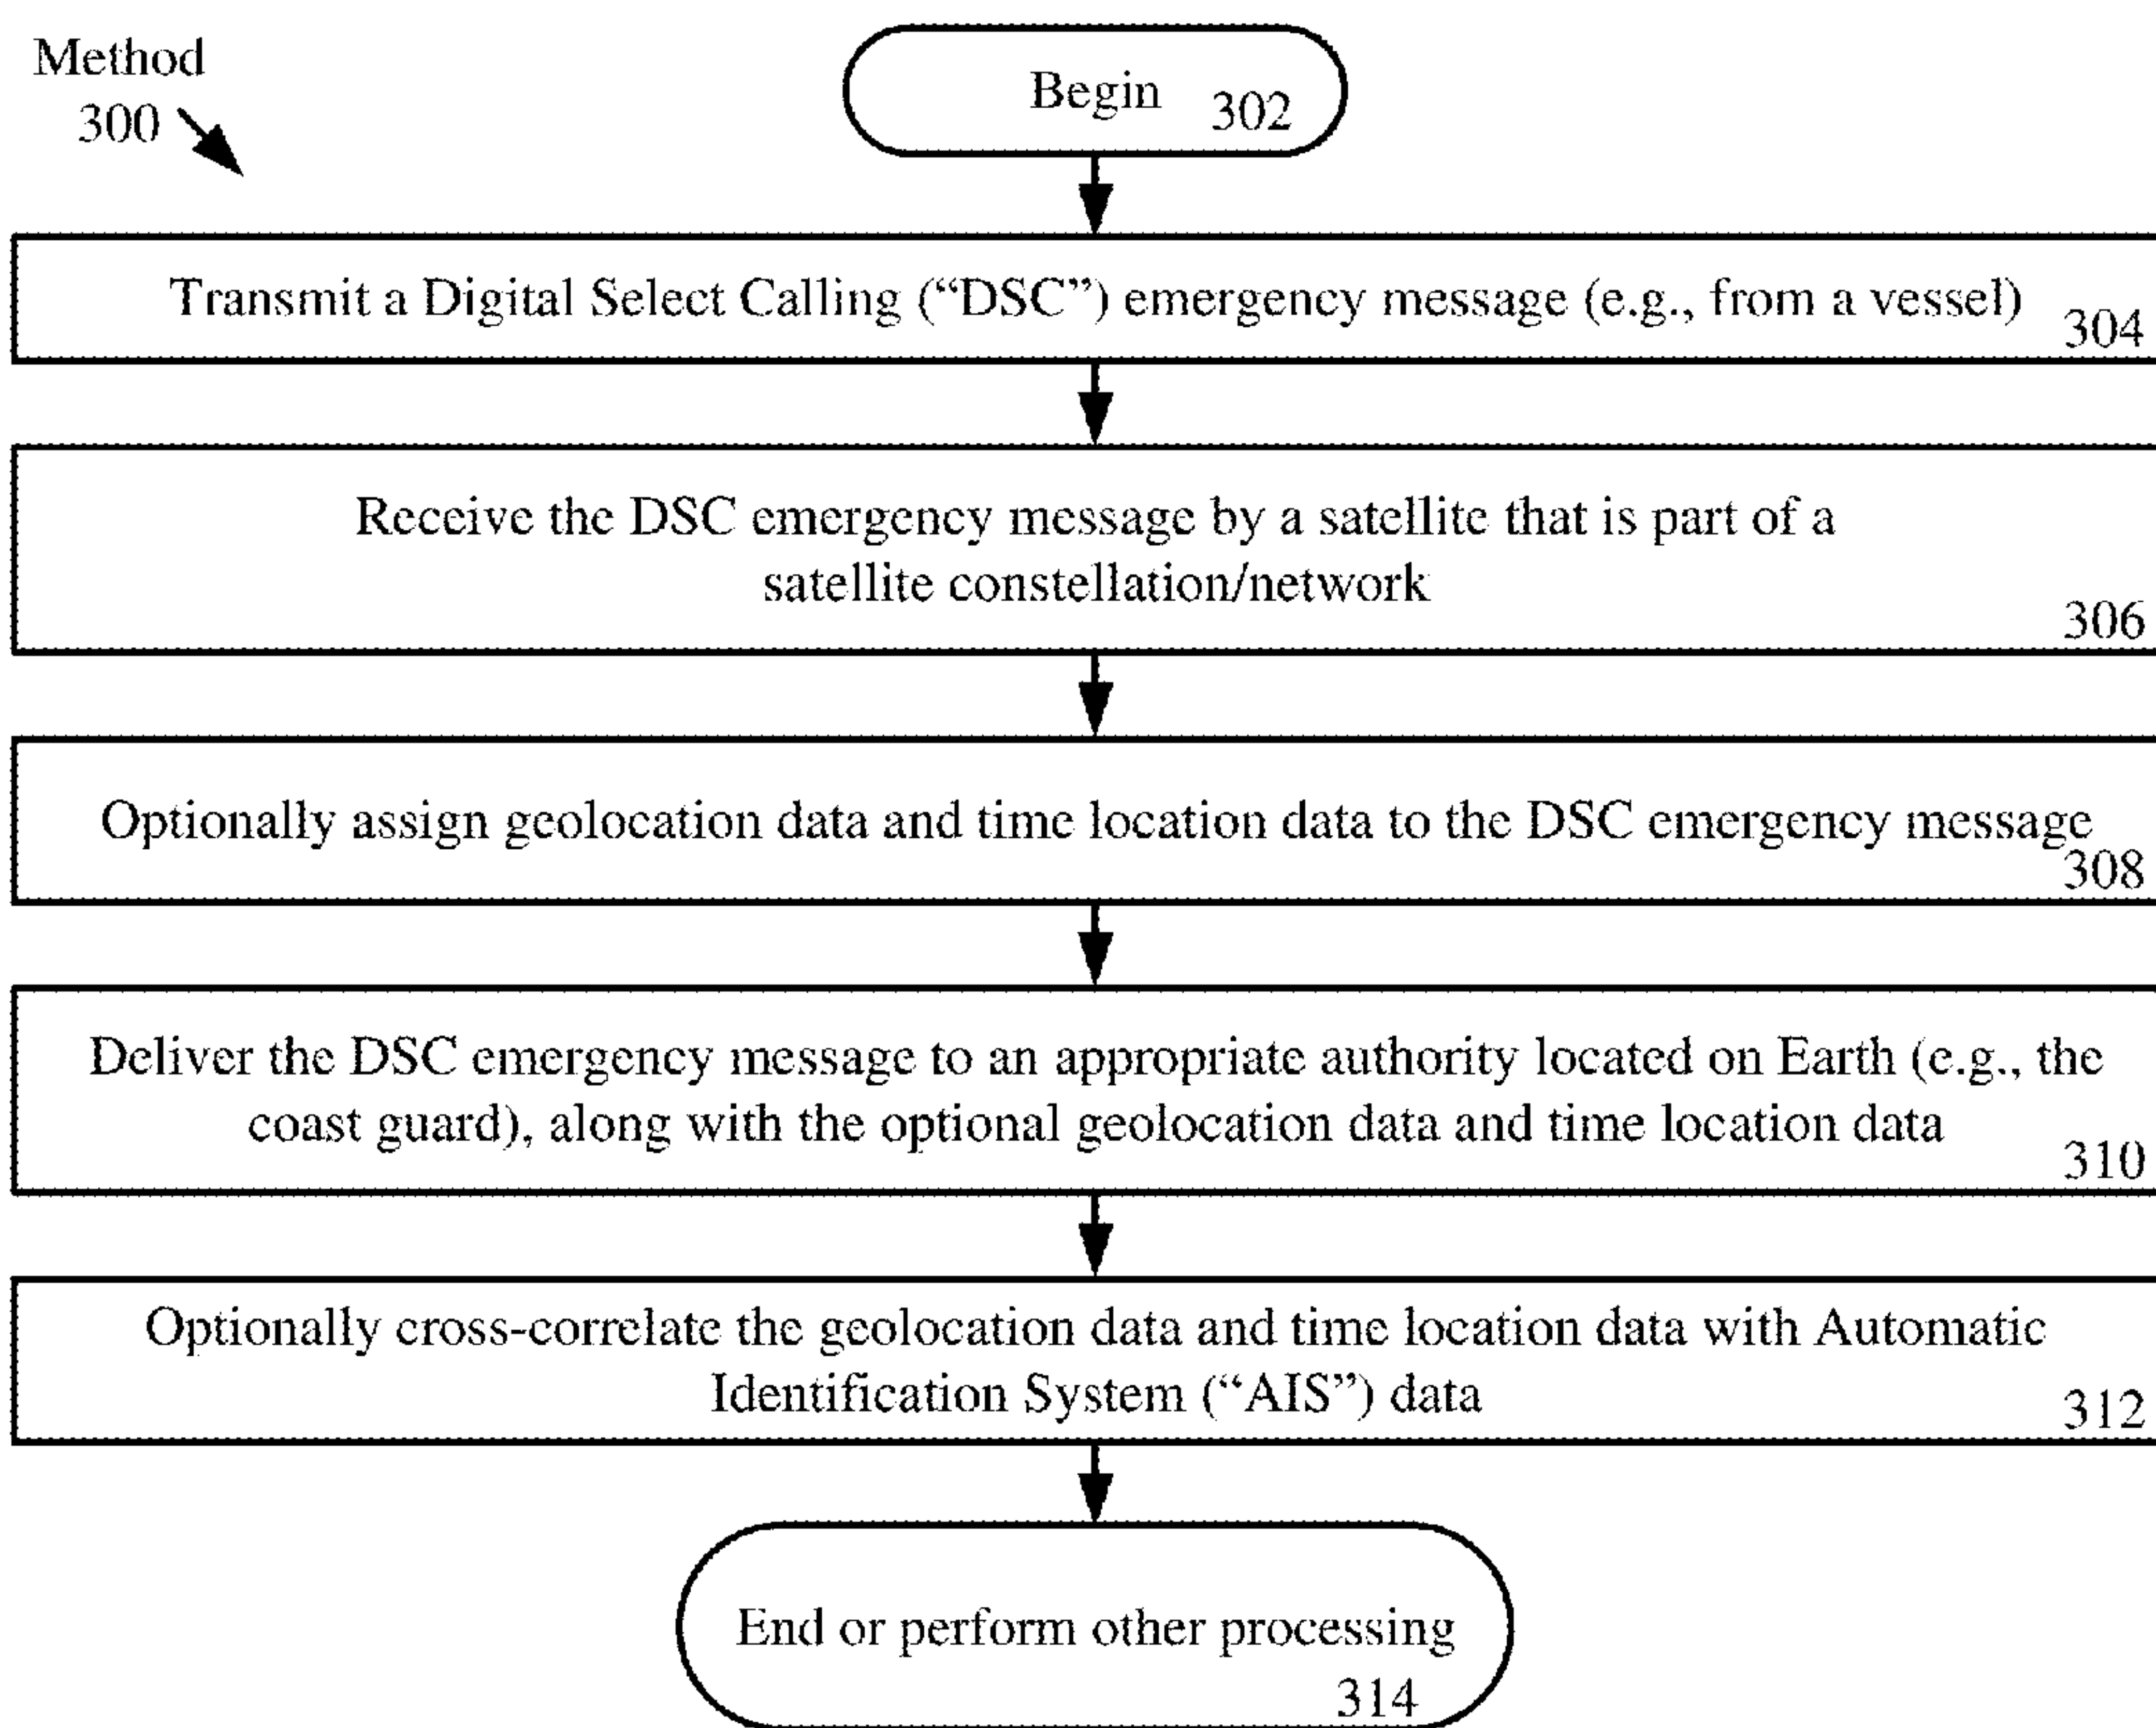 Method
300
Begin 302
Transmit a Digital Select Calling (“DSC”) emergency message (e.g., from a vessel)
304
Receive the DSC emergency message by a satellite that is part of a
satellite constellation/network
306
Optionally assign geolocation data and time location data to the DSC emergency message
308
Deliver the DSC emergency message to an appropriate authority located on Earth (e.g., the
coast guard), along with the optional geolocation data and time location data
310
Optionally cross-correlate the geolocation data and time location data with Automatic
Identification System (“AIS”) data
312
End or perform other processing
314